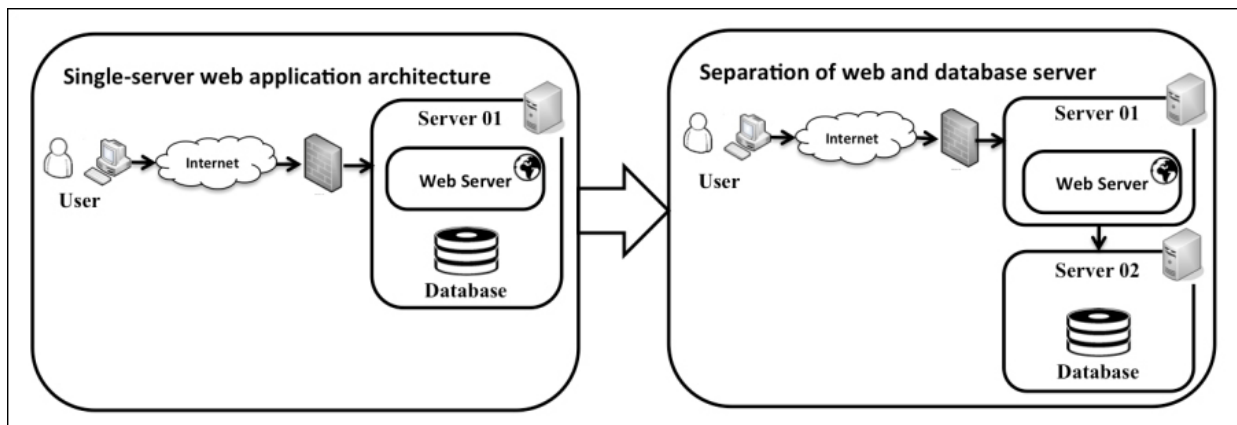 Single-server web application architecture
Server 01
Internet
Web Server
User
Database
Separation of web and database server
Server 01
Internet
Web Server
User
Server 02
Database